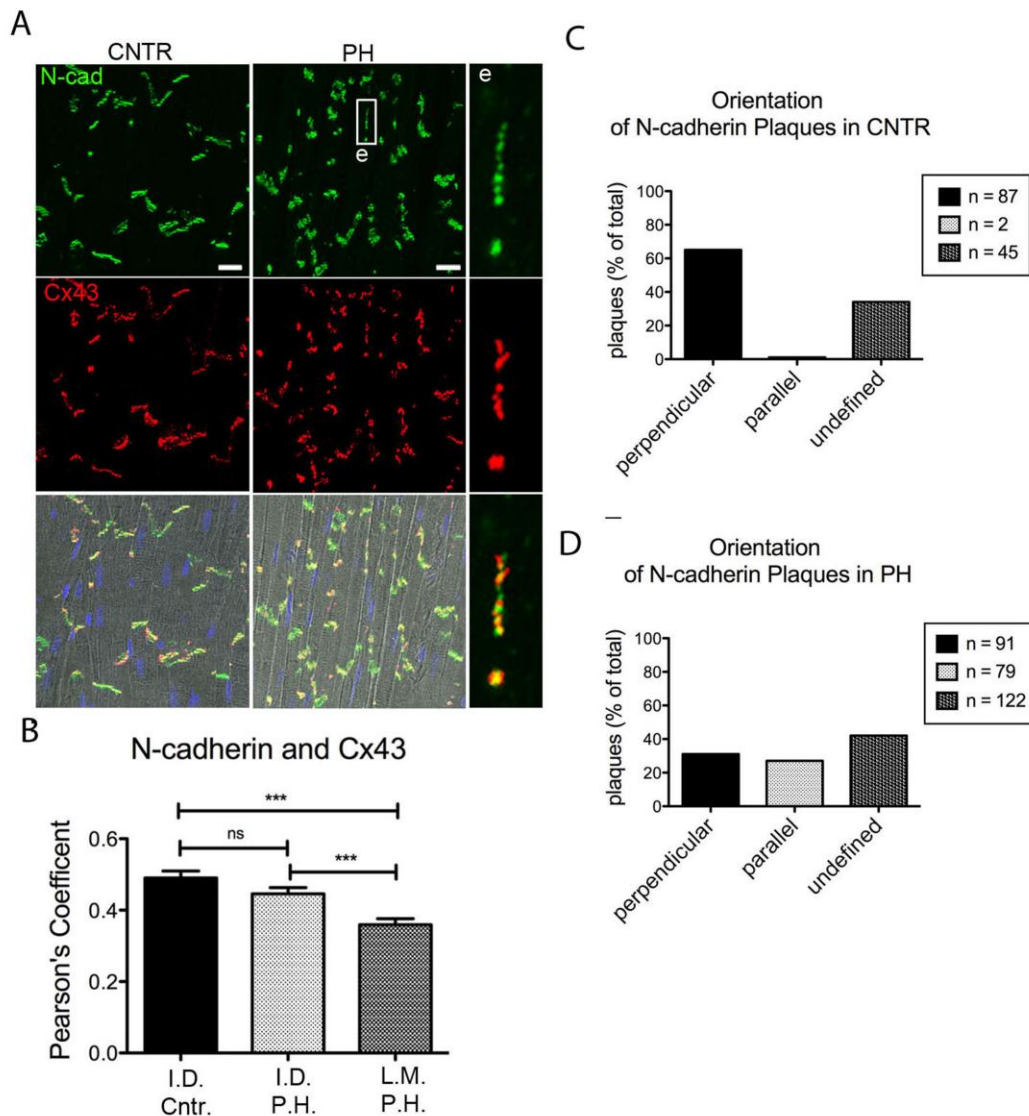 A
CNTR
PH
N-cad
e
e
Cx43
B
N-cadherin and Cx43
Pearson's Coefficent
0.6
0.4
0.2
0.0
***
ns
***
I.D.
Cntr.
I.D.
P.H.
L.M.
P.H.
C
Orientation
of N-cadherin Plaques in CNTR
plaques (% of total)
100
80
60
40
20
0
perpendicular
parallel
undefined
n = 87
n = 2
n = 45
D
Orientation
of N-cadherin Plaques in PH
plaques (% of total)
100
80
60
40
20
0
perpendicular
parallel
undefined
n = 91
n = 79
n = 122